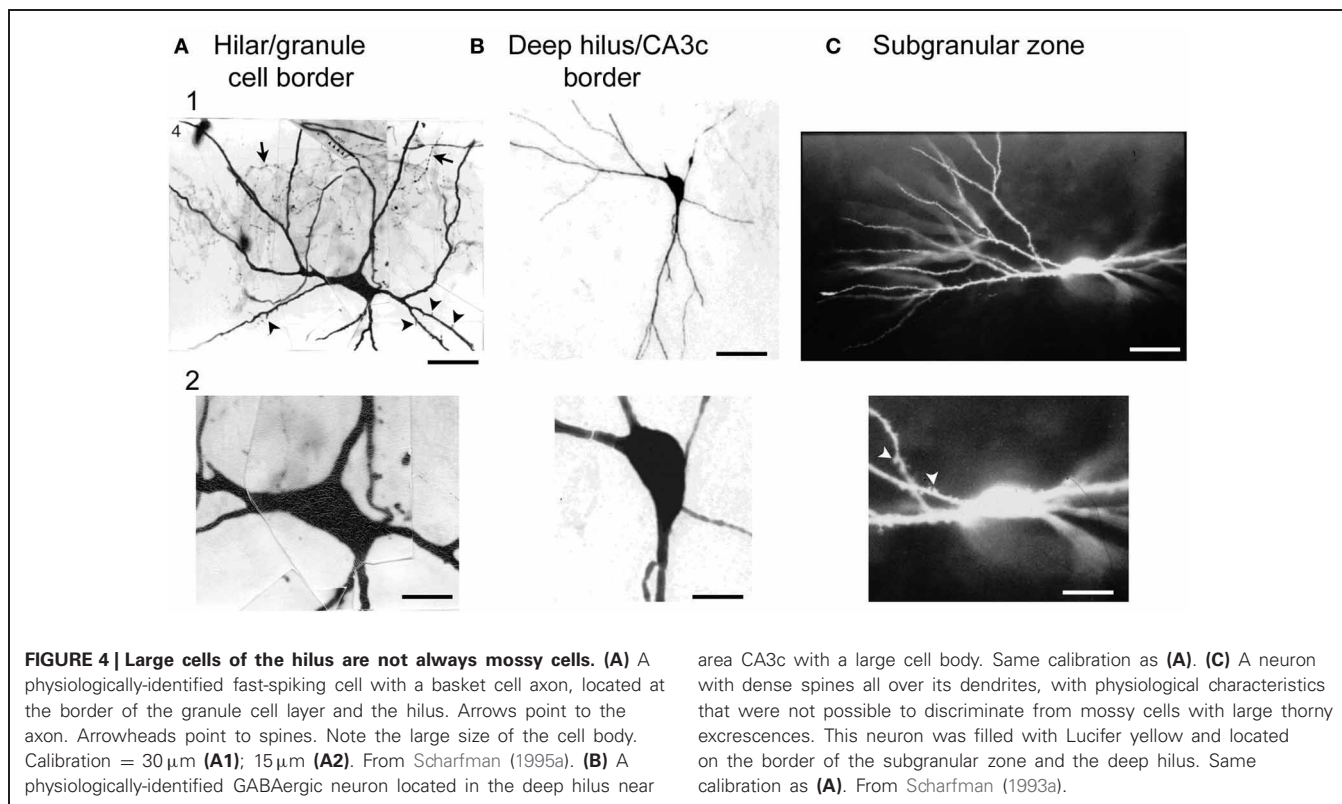 A Hilar/granule
cell border
B Deep hilus/CA3c
border
C Subgranular zone
1
4
2
FIGURE 4 | Large cells of the hilus are not always mossy cells. (A) A
physiologically-identified fast-spiking cell with a basket cell axon, located at
the border of the granule cell layer and the hilus. Arrows point to the
axon. Arrowheads point to spines. Note the large size of the cell body.
Calibration = 30 μm (A1); 15 μm (A2). From Scharfman (1995a). (B) A
physiologically-identified GABAergic neuron located in the deep hilus near
area CA3c with a large cell body. Same calibration as (A). (C) A neuron
with dense spines all over its dendrites, with physiological characteristics
that were not possible to discriminate from mossy cells with large thorny
excrescences. This neuron was filled with Lucifer yellow and located
on the border of the subgranular zone and the deep hilus. Same
calibration as (A). From Scharfman (1993a).